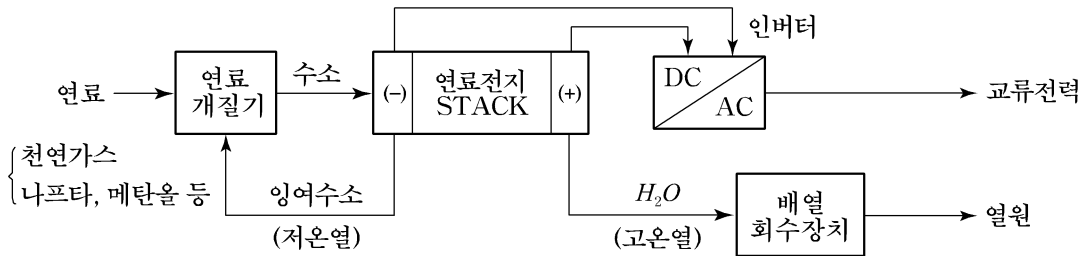 인버터
연료
연료
개질기
수소
(-)
연료전지
STACK
(+)
DC
AC
교류전력
천연가스
나프타, 메탄올 등
잉여수소
(저온열)
H₂O
(고온열)
배열
회수장치
열원